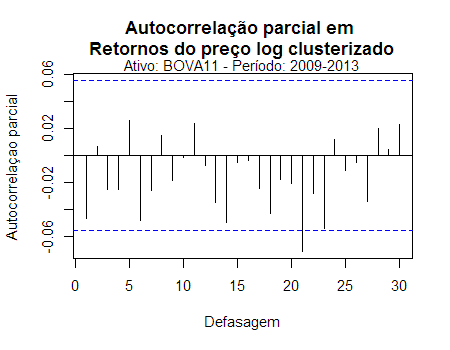 Autocorrelação parcial em
Retornos do preço log clusterizado
Ativo: BOVA11 - Período: 2009-2013
Autocorrelaçao parcial
0.06
0.02
-0.02
-0.06
0 5 10 15 20 25 30
Defasagem